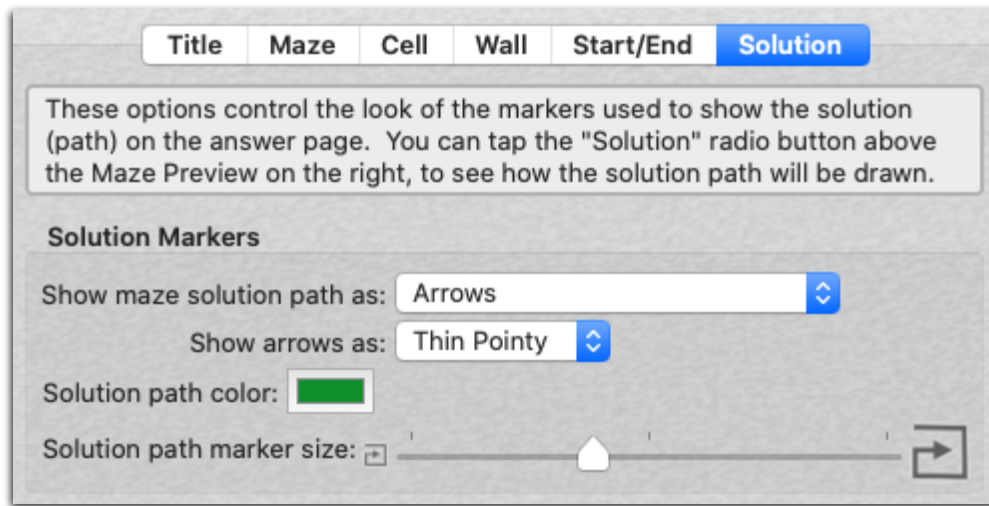 Title Maze Cell Wall Start/End Solution
These options control the look of the markers used to show the solution
(path) on the answer page. You can tap the "Solution" radio button above
the Maze Preview on the right, to see how the solution path will be drawn.
Solution Markers
Show maze solution path as: Arrows
Show arrows as: Thin Pointy
Solution path color:
Solution path marker size: